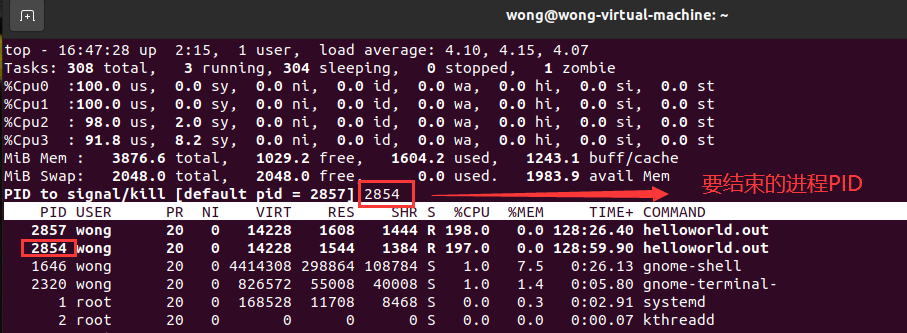 wong@wong-virtual-machine: ~
top - 16:47:28 up  2:15,  1 user,  load average: 4.10, 4.15, 4.07
Tasks: 308 total,   3 running, 304 sleeping,   0 stopped,   1 zombie
%Cpu0  :100.0 us,  0.0 sy,  0.0 ni,  0.0 id,  0.0 wa,  0.0 hi,  0.0 si,  0.0 st
%Cpu1  :100.0 us,  0.0 sy,  0.0 ni,  0.0 id,  0.0 wa,  0.0 hi,  0.0 si,  0.0 st
%Cpu2  : 98.0 us,  2.0 sy,  0.0 ni,  0.0 id,  0.0 wa,  0.0 hi,  0.0 si,  0.0 st
%Cpu3  : 91.8 us,  8.2 sy,  0.0 ni,  0.0 id,  0.0 wa,  0.0 hi,  0.0 si,  0.0 st
MiB Mem :   3876.6 total,   1029.2 free,   1604.2 used,   1243.1 buff/cache
MiB Swap:   2048.0 total,   2048.0 free,      0.0 used.   1983.9 avail Mem
PID to signal/kill [default pid = 2857] 2854 要结束的进程PID
PID USER      PR  NI    VIRT    RES    SHR S  %CPU  %MEM     TIME+ COMMAND
2857 wong      20   0   14228   1608   1444 R 198.0   0.0 128:26.40 helloworld.out
2854 wong      20   0   14228   1544   1384 R 197.0   0.0 128:59.90 helloworld.out
1646 wong      20   0 4414308 298864 108784 S   1.0   7.5   0:26.13 gnome-shell
2320 wong      20   0  826572  55008  40008 S   1.0   1.4   0:05.80 gnome-terminal-
1 root      20   0  168528  11708   8468 S   0.0   0.3   0:02.91 systemd
2 root      20   0       0      0      0 S   0.0   0.0   0:00.07 kthreadd